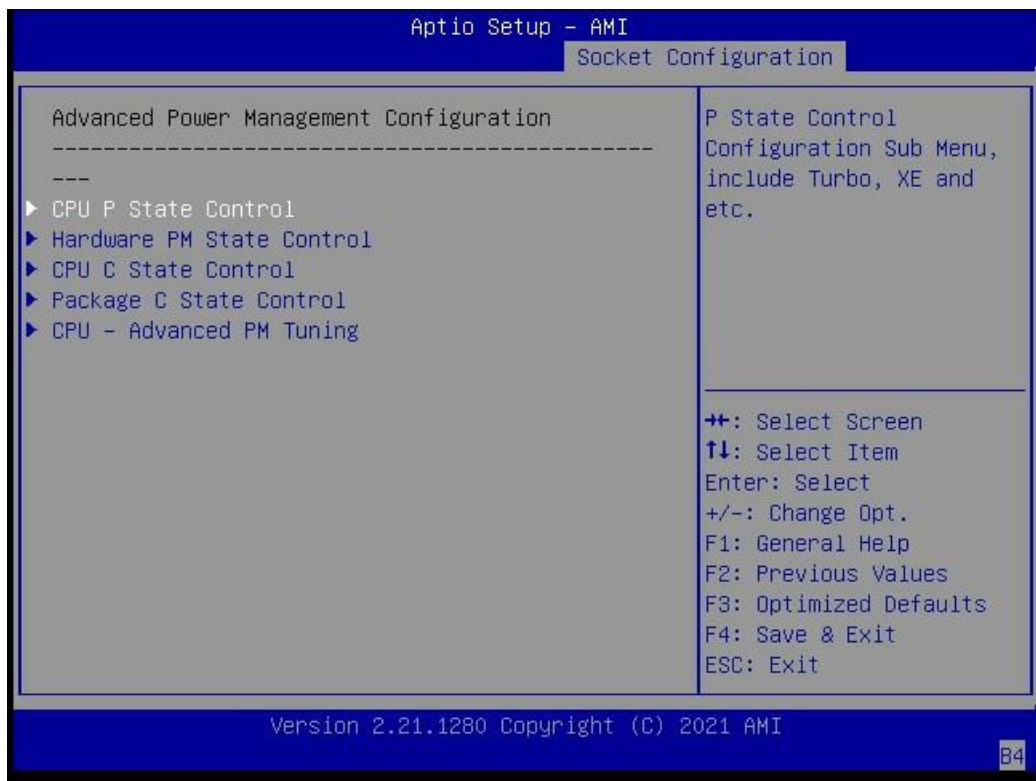 Aptio Setup – AMI
Socket Configuration
Advanced Power Management Configuration
-----------------------------------------------
---
▶ CPU P State Control
▶ Hardware PM State Control
▶ CPU C State Control
▶ Package C State Control
▶ CPU – Advanced PM Tuning
P State Control
Configuration Sub Menu,
include Turbo, XE and
etc.
→←: Select Screen
↑↓: Select Item
Enter: Select
+/-: Change Opt.
F1: General Help
F2: Previous Values
F3: Optimized Defaults
F4: Save & Exit
ESC: Exit
Version 2.21.1280 Copyright (C) 2021 AMI
B4